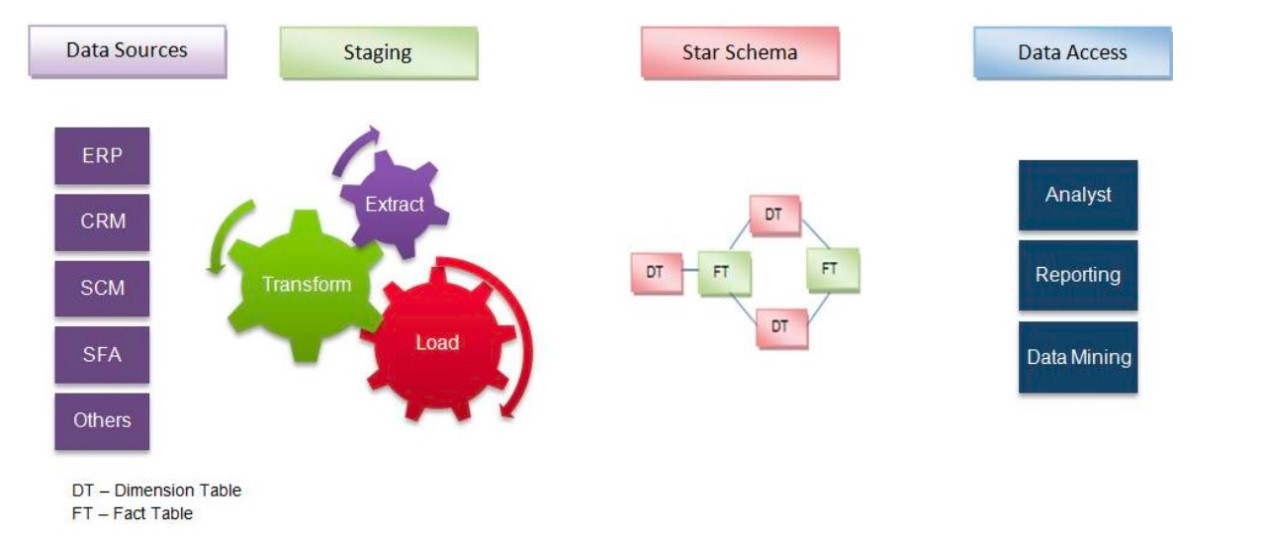 Data Sources
Staging
Star Schema
Data Access
ERP
CRM
SCM
SFA
Others
Extract
Transform
Load
DT
DT
FT
FT
DT
Analyst
Reporting
Data Mining
DT – Dimension Table
FT – Fact Table